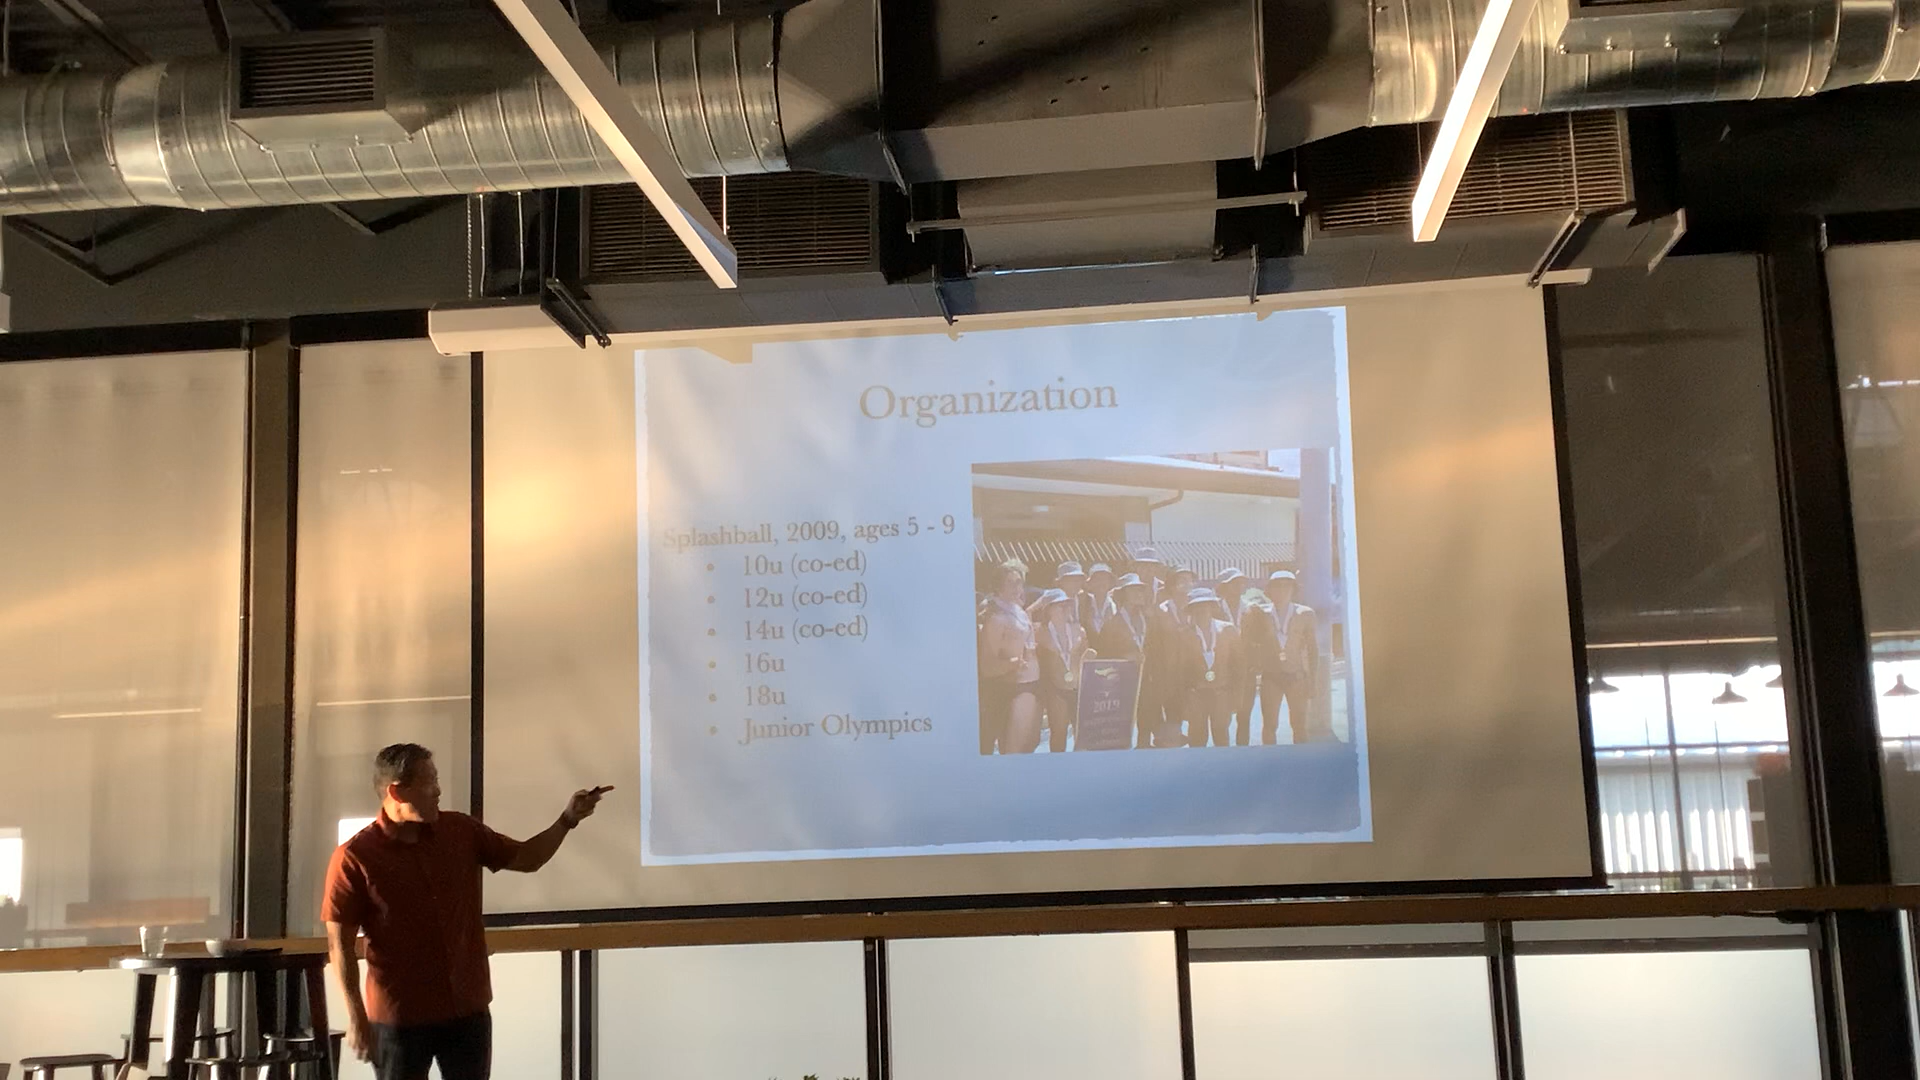 Organization
Splashball, 2009, ages 5 - 9
• 10u (co-ed)
• 12u (co-ed)
• 14u (co-ed)
• 16u
• 18u
• Junior Olympics
2019